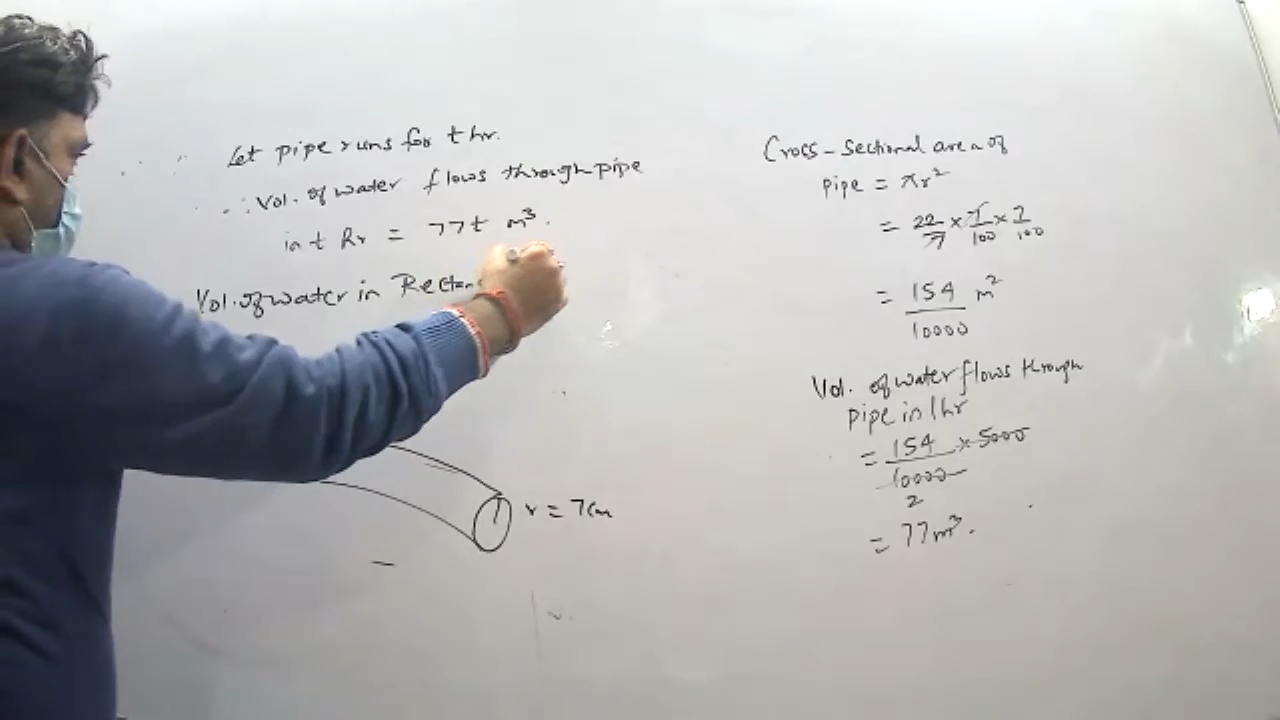 Let pipe runs for t hr.
∴ Vol. of water flows through pipe
in t hr = 77t m³.
Vol. of water in Rectan
r = 7cm
Cross-sectional area of
pipe = πr²
= 22/7 × 7/100 × 7/100
= 154/10000 m²
Vol. of water flows through
pipe in 1hr
= 154/10000 × 5000
2
= 77m³.